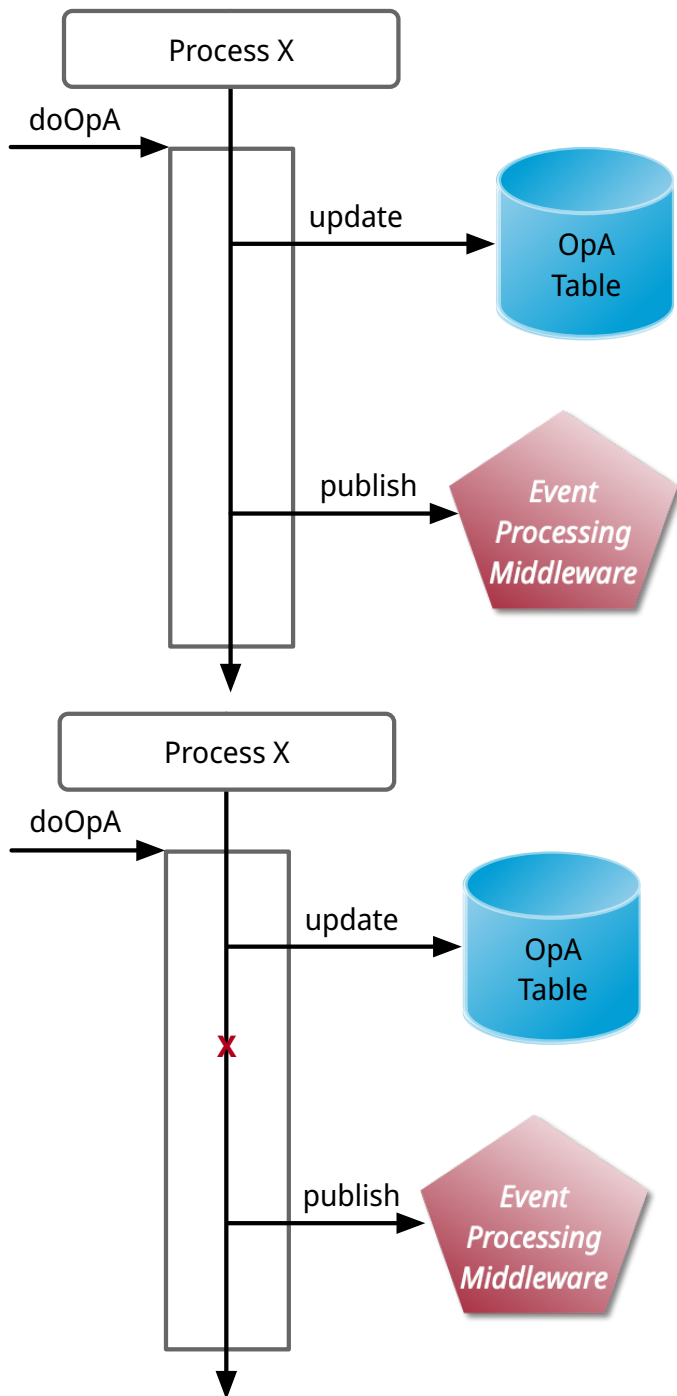 Process X
doOpA
update
OpA
Table
publish
Event
Processing
Middleware
Process X
doOpA
update
OpA
Table
X
publish
Event
Processing
Middleware